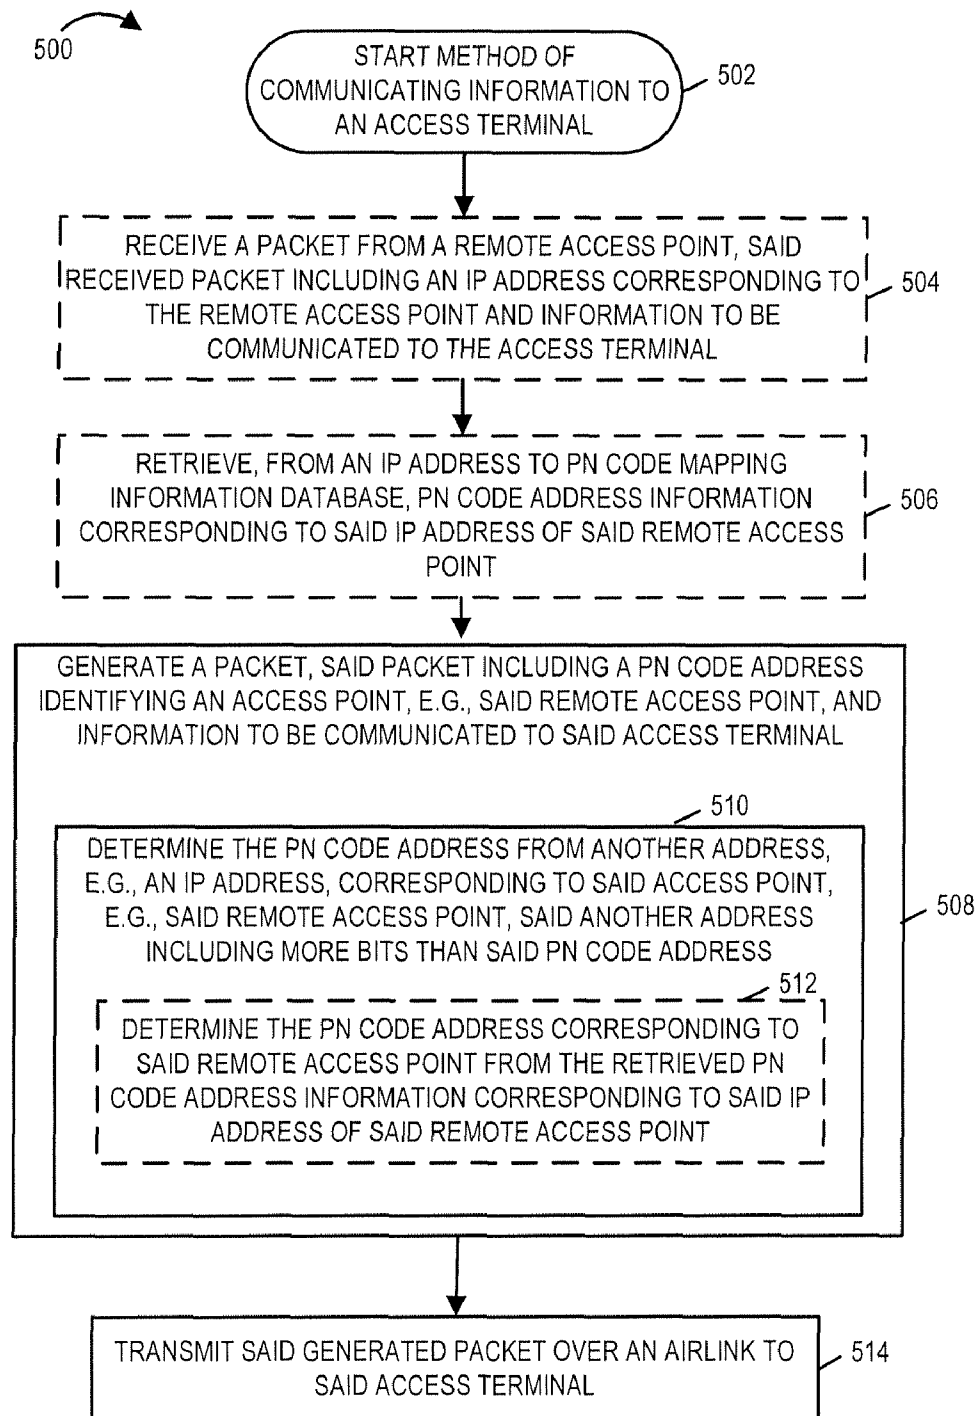 500
START METHOD OF
COMMUNICATING INFORMATION TO
AN ACCESS TERMINAL
502
RECEIVE A PACKET FROM A REMOTE ACCESS POINT, SAID
RECEIVED PACKET INCLUDING AN IP ADDRESS CORRESPONDING TO
THE REMOTE ACCESS POINT AND INFORMATION TO BE
COMMUNICATED TO THE ACCESS TERMINAL
504
RETRIEVE, FROM AN IP ADDRESS TO PN CODE MAPPING
INFORMATION DATABASE, PN CODE ADDRESS INFORMATION
CORRESPONDING TO SAID IP ADDRESS OF SAID REMOTE ACCESS
POINT
506
GENERATE A PACKET, SAID PACKET INCLUDING A PN CODE ADDRESS
IDENTIFYING AN ACCESS POINT, E.G., SAID REMOTE ACCESS POINT, AND
INFORMATION TO BE COMMUNICATED TO SAID ACCESS TERMINAL
508
510
DETERMINE THE PN CODE ADDRESS FROM ANOTHER ADDRESS,
E.G., AN IP ADDRESS, CORRESPONDING TO SAID ACCESS POINT,
E.G., SAID REMOTE ACCESS POINT, SAID ANOTHER ADDRESS
INCLUDING MORE BITS THAN SAID PN CODE ADDRESS
512
DETERMINE THE PN CODE ADDRESS CORRESPONDING TO
SAID REMOTE ACCESS POINT FROM THE RETRIEVED PN
CODE ADDRESS INFORMATION CORRESPONDING TO SAID IP
ADDRESS OF SAID REMOTE ACCESS POINT
TRANSMIT SAID GENERATED PACKET OVER AN AIRLINK TO
SAID ACCESS TERMINAL
514